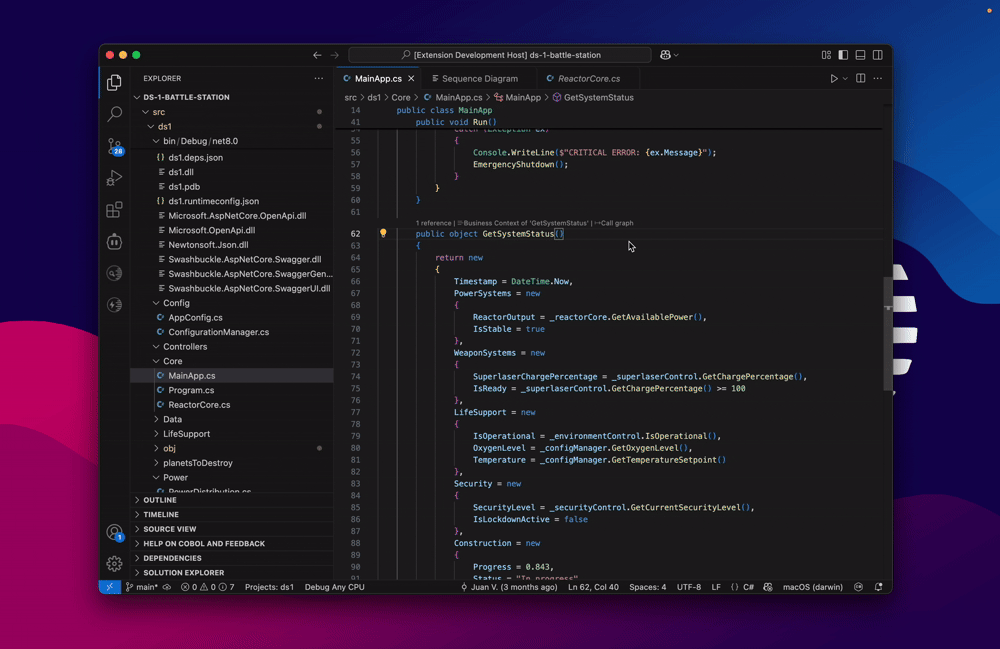 [Extension Development Host] ds-1-battle-station
EXPLORER
DS-1-BATTLE-STATION
src
ds1
bin / Debug / net8.0
ds1.deps.json
ds1.dll
ds1.pdb
ds1.runtimeconfig.json
Microsoft.AspNetCore.OpenApi.dll
Microsoft.OpenApi.dll
Newtonsoft.Json.dll
Swashbuckle.AspNetCore.Swagger.dll
Swashbuckle.AspNetCore.SwaggerGen...
Swashbuckle.AspNetCore.SwaggerUI.dll
Config
AppConfig.cs
ConfigurationManager.cs
Controllers
Core
MainApp.cs
Program.cs
ReactorCore.cs
Data
LifeSupport
obj
planetsToDestroy
Power
PowerDistribution.cs
OUTLINE
TIMELINE
SOURCE VIEW
HELP ON COBOL AND FEEDBACK
DEPENDENCIES
SOLUTION EXPLORER
26
1
MainApp.cs Sequence Diagram ReactorCore.cs
src > ds1 > Core > MainApp.cs > MainApp > GetSystemStatus
14 public class MainApp
41 public void Run()
54 catch (Exception ex)
55 {
56 Console.WriteLine($"CRITICAL ERROR: {ex.Message}");
57 EmergencyShutdown();
58 }
59 }
60 }
61
1 reference | Business Context of 'GetSystemStatus' | Call graph
62 public object GetSystemStatus()
63 {
64 return new
65 {
66 Timestamp = DateTime.Now,
67 PowerSystems = new
68 {
69 ReactorOutput = _reactorCore.GetAvailablePower(),
70 IsStable = true
71 },
72 WeaponSystems = new
73 {
74 SuperlaserChargePercentage = _superlaserControl.GetChargePercentage(),
75 IsReady = _superlaserControl.GetChargePercentage() >= 100
76 },
77 LifeSupport = new
78 {
79 IsOperational = _environmentControl.IsOperational(),
80 OxygenLevel = _configManager.GetOxygenLevel(),
81 Temperature = _configManager.GetTemperatureSetpoint()
82 },
83 Security = new
84 {
85 SecurityLevel = _securityControl.GetCurrentSecurityLevel(),
86 IsLockdownActive = false
87 },
88 Construction = new
89 {
90 Progress = 0.843,
91 Status = "In progress"
main* 0 0 7 Projects: ds1 Debug Any CPU Juan V. (3 months ago) Ln 62, Col 40 Spaces: 4 UTF-8 LF {} C# macOS (darwin)